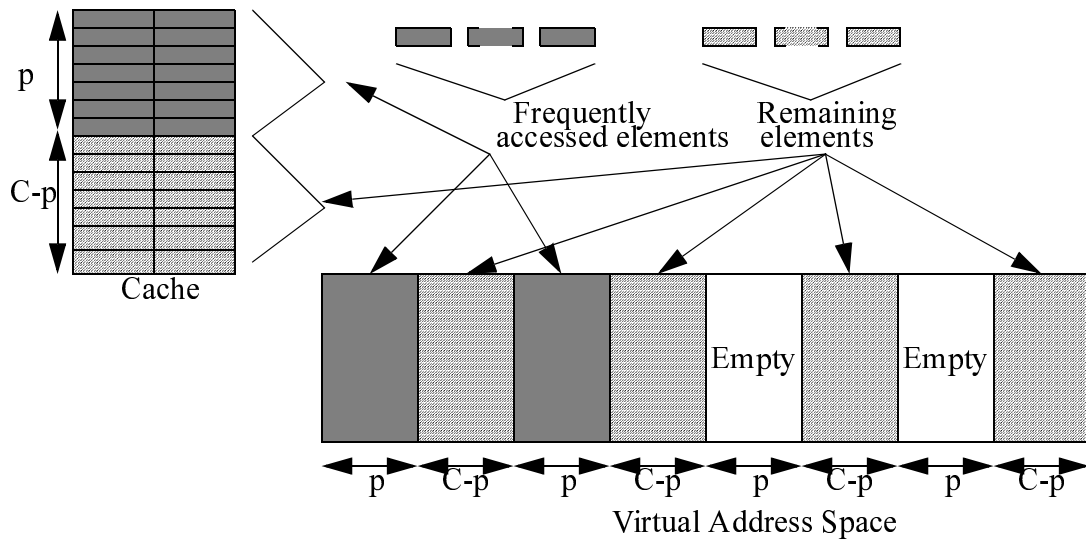 p
C-p
Cache
Frequently
accessed elements
Remaining
elements
Empty
Empty
p
C-p
p
C-p
p
C-p
p
C-p
Virtual Address Space